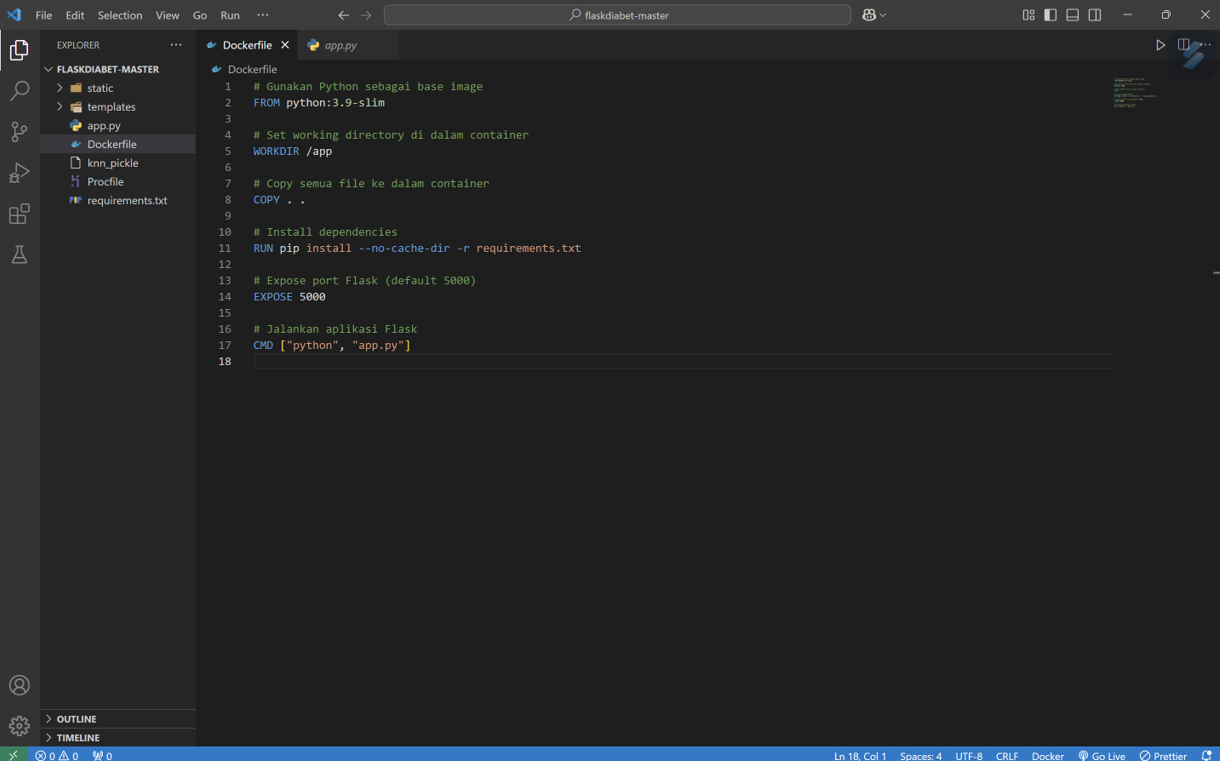 File Edit Selection View Go Run ··· flaskdiabet-master
EXPLORER ···
FLASKDIABET-MASTER
static
templates
app.py
Dockerfile
knn_pickle
Procfile
requirements.txt
OUTLINE
TIMELINE
Dockerfile app.py
Dockerfile
1 # Gunakan Python sebagai base image
2 FROM python:3.9-slim
3
4 # Set working directory di dalam container
5 WORKDIR /app
6
7 # Copy semua file ke dalam container
8 COPY . .
9
10 # Install dependencies
11 RUN pip install --no-cache-dir -r requirements.txt
12
13 # Expose port Flask (default 5000)
14 EXPOSE 5000
15
16 # Jalankan aplikasi Flask
17 CMD ["python", "app.py"]
18
0 0 0 Ln 18, Col 1 Spaces: 4 UTF-8 CRLF Docker Go Live Prettier